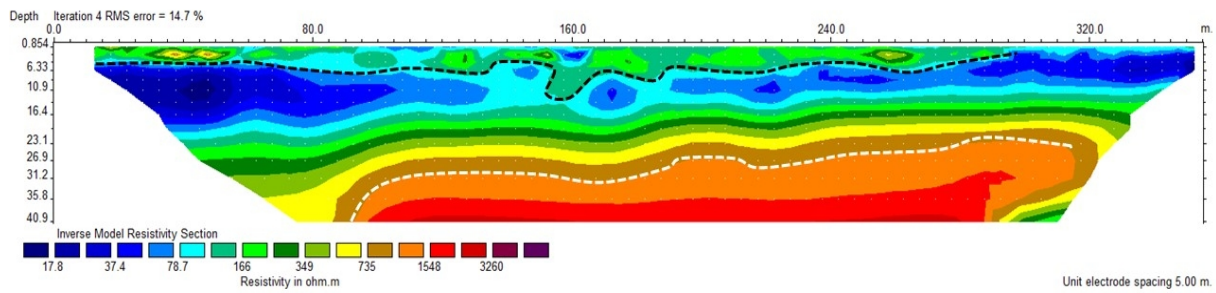 Depth Iteration 4 RMS error = 14.7 %
0.0 80.0 160.0 240.0 320.0 m.
0.854
6.33
10.9
16.4
23.1
26.9
31.2
35.8
40.9
Inverse Model Resistivity Section
17.8 37.4 78.7 166 349 735 1548 3260
Resistivity in ohm.m Unit electrode spacing 5.00 m.